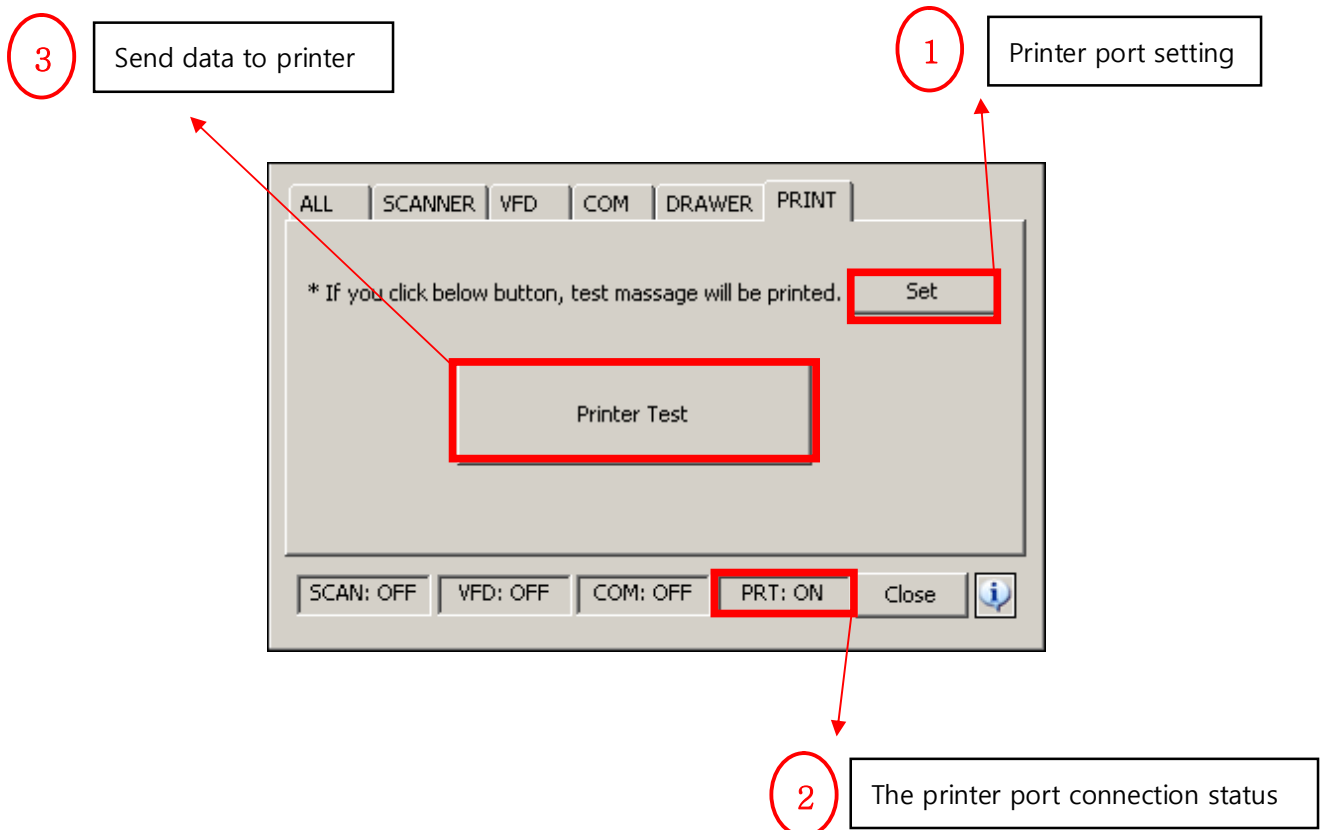 3
Send data to printer
1
Printer port setting
ALL
SCANNER
VFD
COM
DRAWER
PRINT
* If you click below button, test massage will be printed.
Set
Printer Test
SCAN: OFF
VFD: OFF
COM: OFF
PRT: ON
Close
2
The printer port connection status